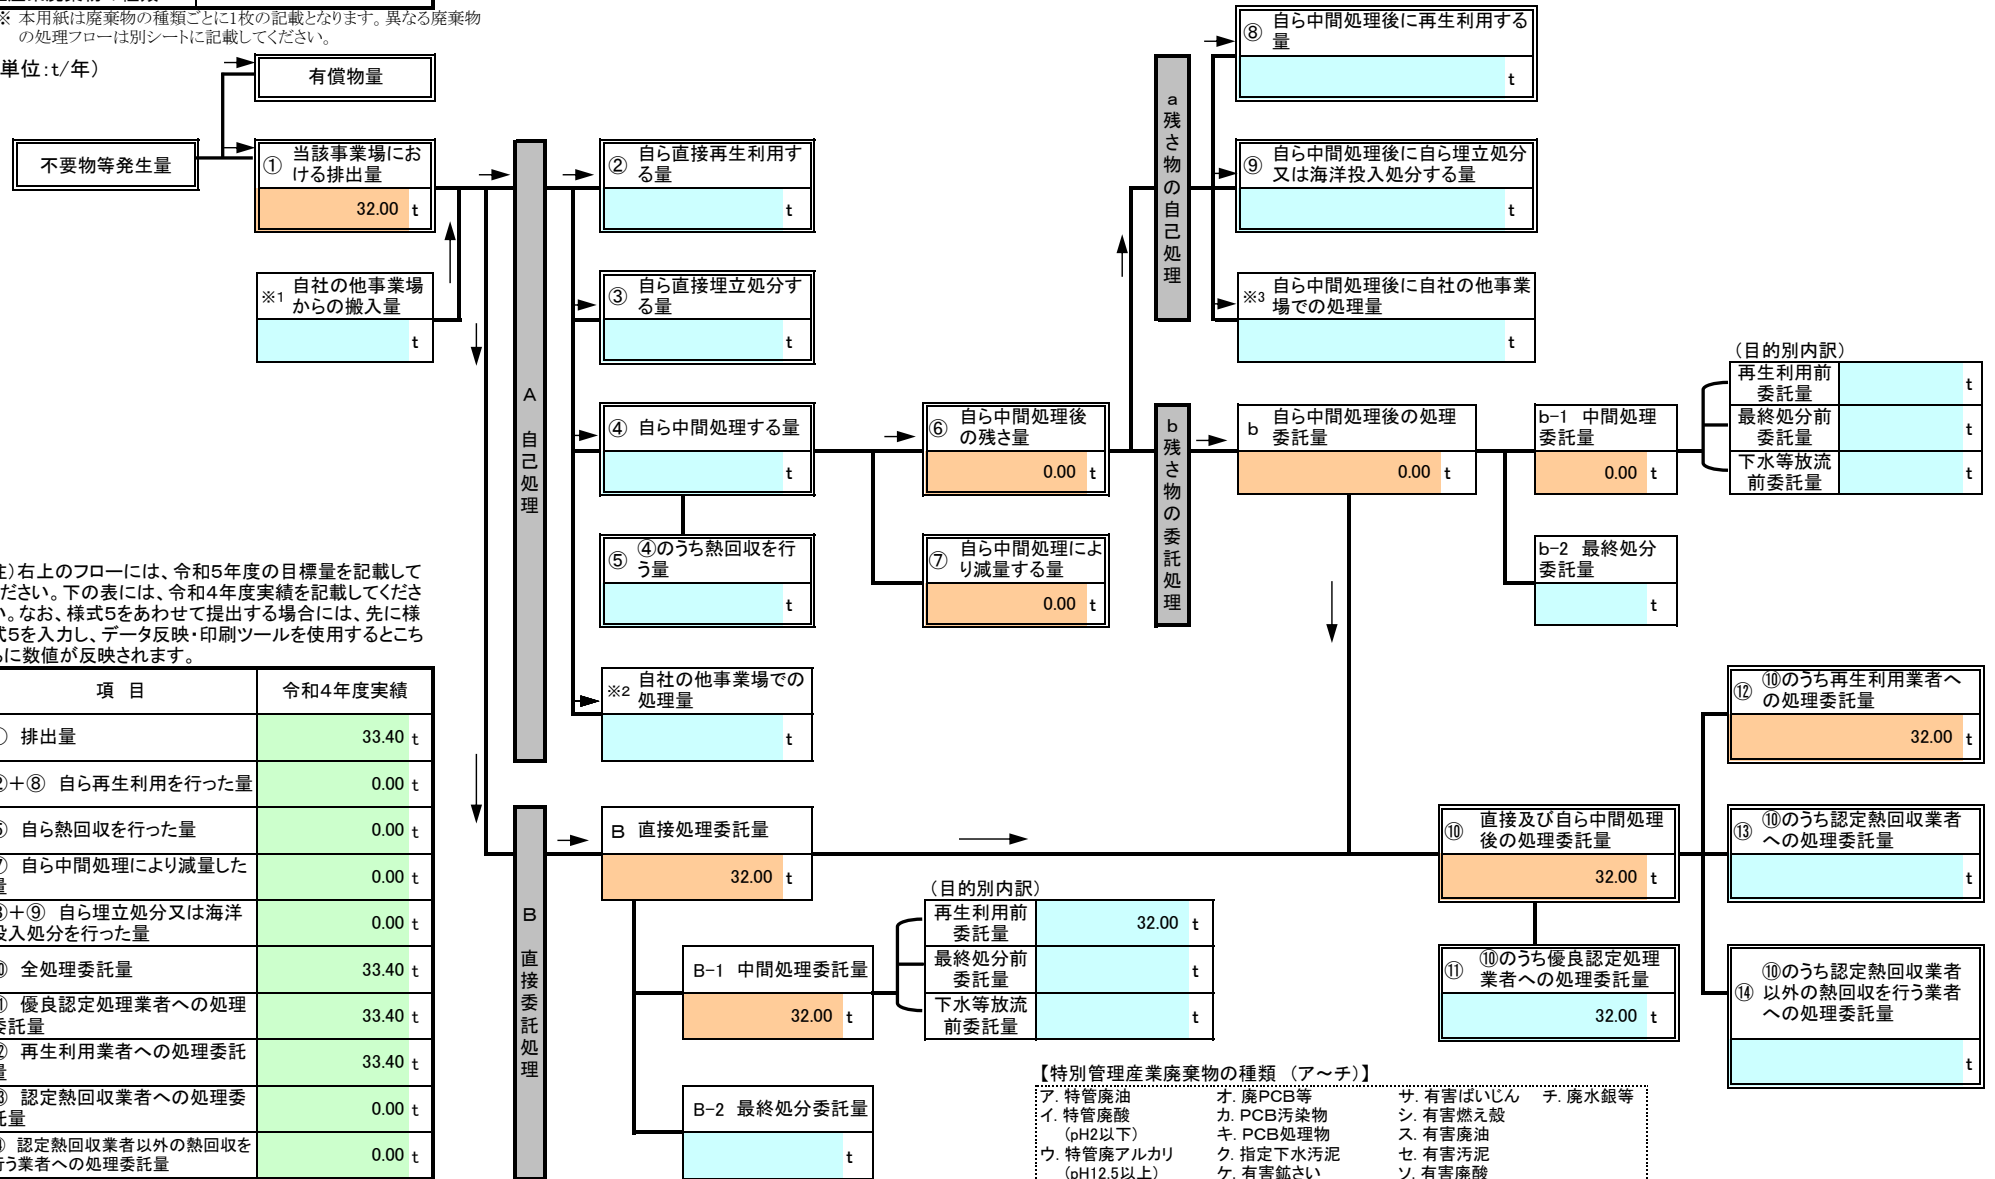 ※ 本用紙は廃棄物の種類ごとに1枚の記載となります。異なる廃棄物
の処理フローは別シートに記載してください。
単位:t/年)
有償物量
不要物等発生量
① 当該事業場にお
ける排出量
32.00 t
※1 自社の他事業場
からの搬入量
t
A 自己処理
② 自ら直接再生利用す
る量
t
③ 自ら直接埋立処分す
る量
t
④ 自ら中間処理する量
t
⑤ ④のうち熱回収を行
う量
t
※2 自社の他事業場での
処理量
t
⑥ 自ら中間処理後
の残さ量
0.00 t
⑦ 自ら中間処理によ
り減量する量
0.00 t
a 残さ物の自己処理
⑧ 自ら中間処理後に再生利用する
量
t
⑨ 自ら中間処理後に自ら埋立処分
又は海洋投入処分する量
t
※3 自ら中間処理後に自社の他事業
場での処理量
t
b 残さ物の委託処理
b 自ら中間処理後の処理
委託量
0.00 t
b-1 中間処理
委託量
0.00 t
(目的別内訳)
再生利用前
委託量
t
最終処分前
委託量
t
下水等放流
前委託量
t
b-2 最終処分
委託量
t
注)右上のフローには、令和5年度の目標量を記載して
ください。下の表には、令和4年度実績を記載してくださ
い。なお、様式5をあわせて提出する場合には、先に様
式5を入力し、データ反映・印刷ツールを使用するとこち
らに数値が反映されます。
項 目 令和4年度実績
① 排出量 33.40 t
②+⑧ 自ら再生利用を行った量 0.00 t
⑤ 自ら熱回収を行った量 0.00 t
⑦ 自ら中間処理により減量した
量 0.00 t
③+⑨ 自ら埋立処分又は海洋
投入処分を行った量 0.00 t
⑩ 全処理委託量 33.40 t
⑪ 優良認定処理業者への処理
委託量 33.40 t
⑫ 再生利用業者への処理委託
量 33.40 t
⑬ 認定熱回収業者への処理委
託量 0.00 t
⑭ 認定熱回収業者以外の熱回収を
行う業者への処理委託量 0.00 t
B 直接委託処理
B 直接処理委託量
32.00 t
B-1 中間処理委託量
32.00 t
B-2 最終処分委託量
t
(目的別内訳)
再生利用前
委託量
32.00 t
最終処分前
委託量
t
下水等放流
前委託量
t
⑩ 直接及び自ら中間処理
後の処理委託量
32.00 t
⑪ ⑩のうち優良認定処理
業者への処理委託量
32.00 t
⑫ ⑩のうち再生利用業者へ
の処理委託量
32.00 t
⑬ ⑩のうち認定熱回収業者
への処理委託量
t
⑭ ⑩のうち認定熱回収業者
以外の熱回収を行う業者
への処理委託量
t
【特別管理産業廃棄物の種類 (ア~チ)】
ア. 特管廃油 オ. 廃PCB等 サ. 有害ばいじん チ. 廃水銀等
イ. 特管廃酸 カ. PCB汚染物 シ. 有害燃え殻
(pH2以下) キ. PCB処理物 ス. 有害廃油
ウ. 特管廃アルカリ ク. 指定下水汚泥 セ. 有害汚泥
(pH12.5以上) ケ. 有害鉱さい ソ. 有害廃酸